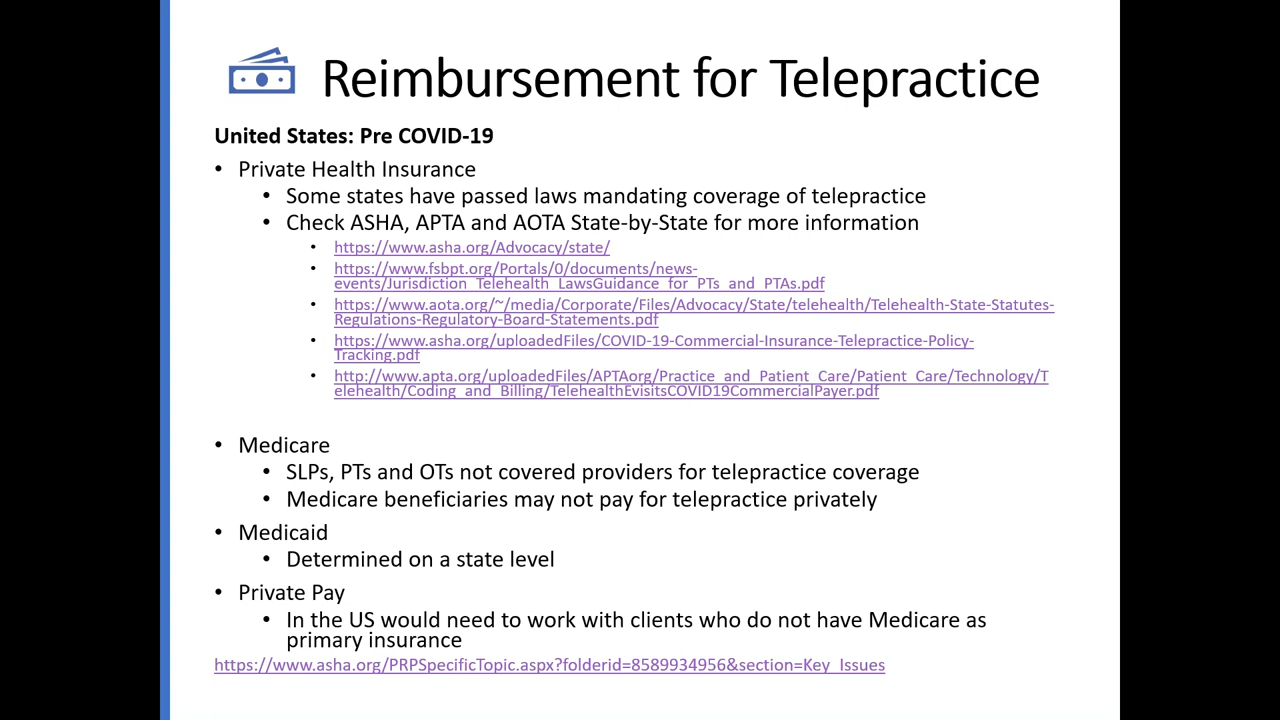 Reimbursement for Telepractice
United States: Pre COVID-19
• Private Health Insurance
• Some states have passed laws mandating coverage of telepractice
• Check ASHA, APTA and AOTA State-by-State for more information
• https://www.asha.org/Advocacy/state/
• https://www.fsbpt.org/Portals/0/documents/news-
events/Jurisdiction_Telehealth_LawsGuidance_for_PTs_and_PTAs.pdf
• https://www.aota.org/~/media/Corporate/Files/Advocacy/State/telehealth/Telehealth-State-Statutes-
Regulations-Regulatory-Board-Statements.pdf
• https://www.asha.org/uploadedFiles/COVID-19-Commercial-Insurance-Telepractice-Policy-
Tracking.pdf
• http://www.apta.org/uploadedFiles/APTAorg/Practice_and_Patient_Care/Patient_Care/Technology/T
elehealth/Coding_and_Billing/TelehealthEvisitsCOVID19CommercialPayer.pdf
• Medicare
• SLPs, PTs and OTs not covered providers for telepractice coverage
• Medicare beneficiaries may not pay for telepractice privately
• Medicaid
• Determined on a state level
• Private Pay
• In the US would need to work with clients who do not have Medicare as
primary insurance
https://www.asha.org/PRPSpecificTopic.aspx?folderid=8589934956&section=Key_Issues